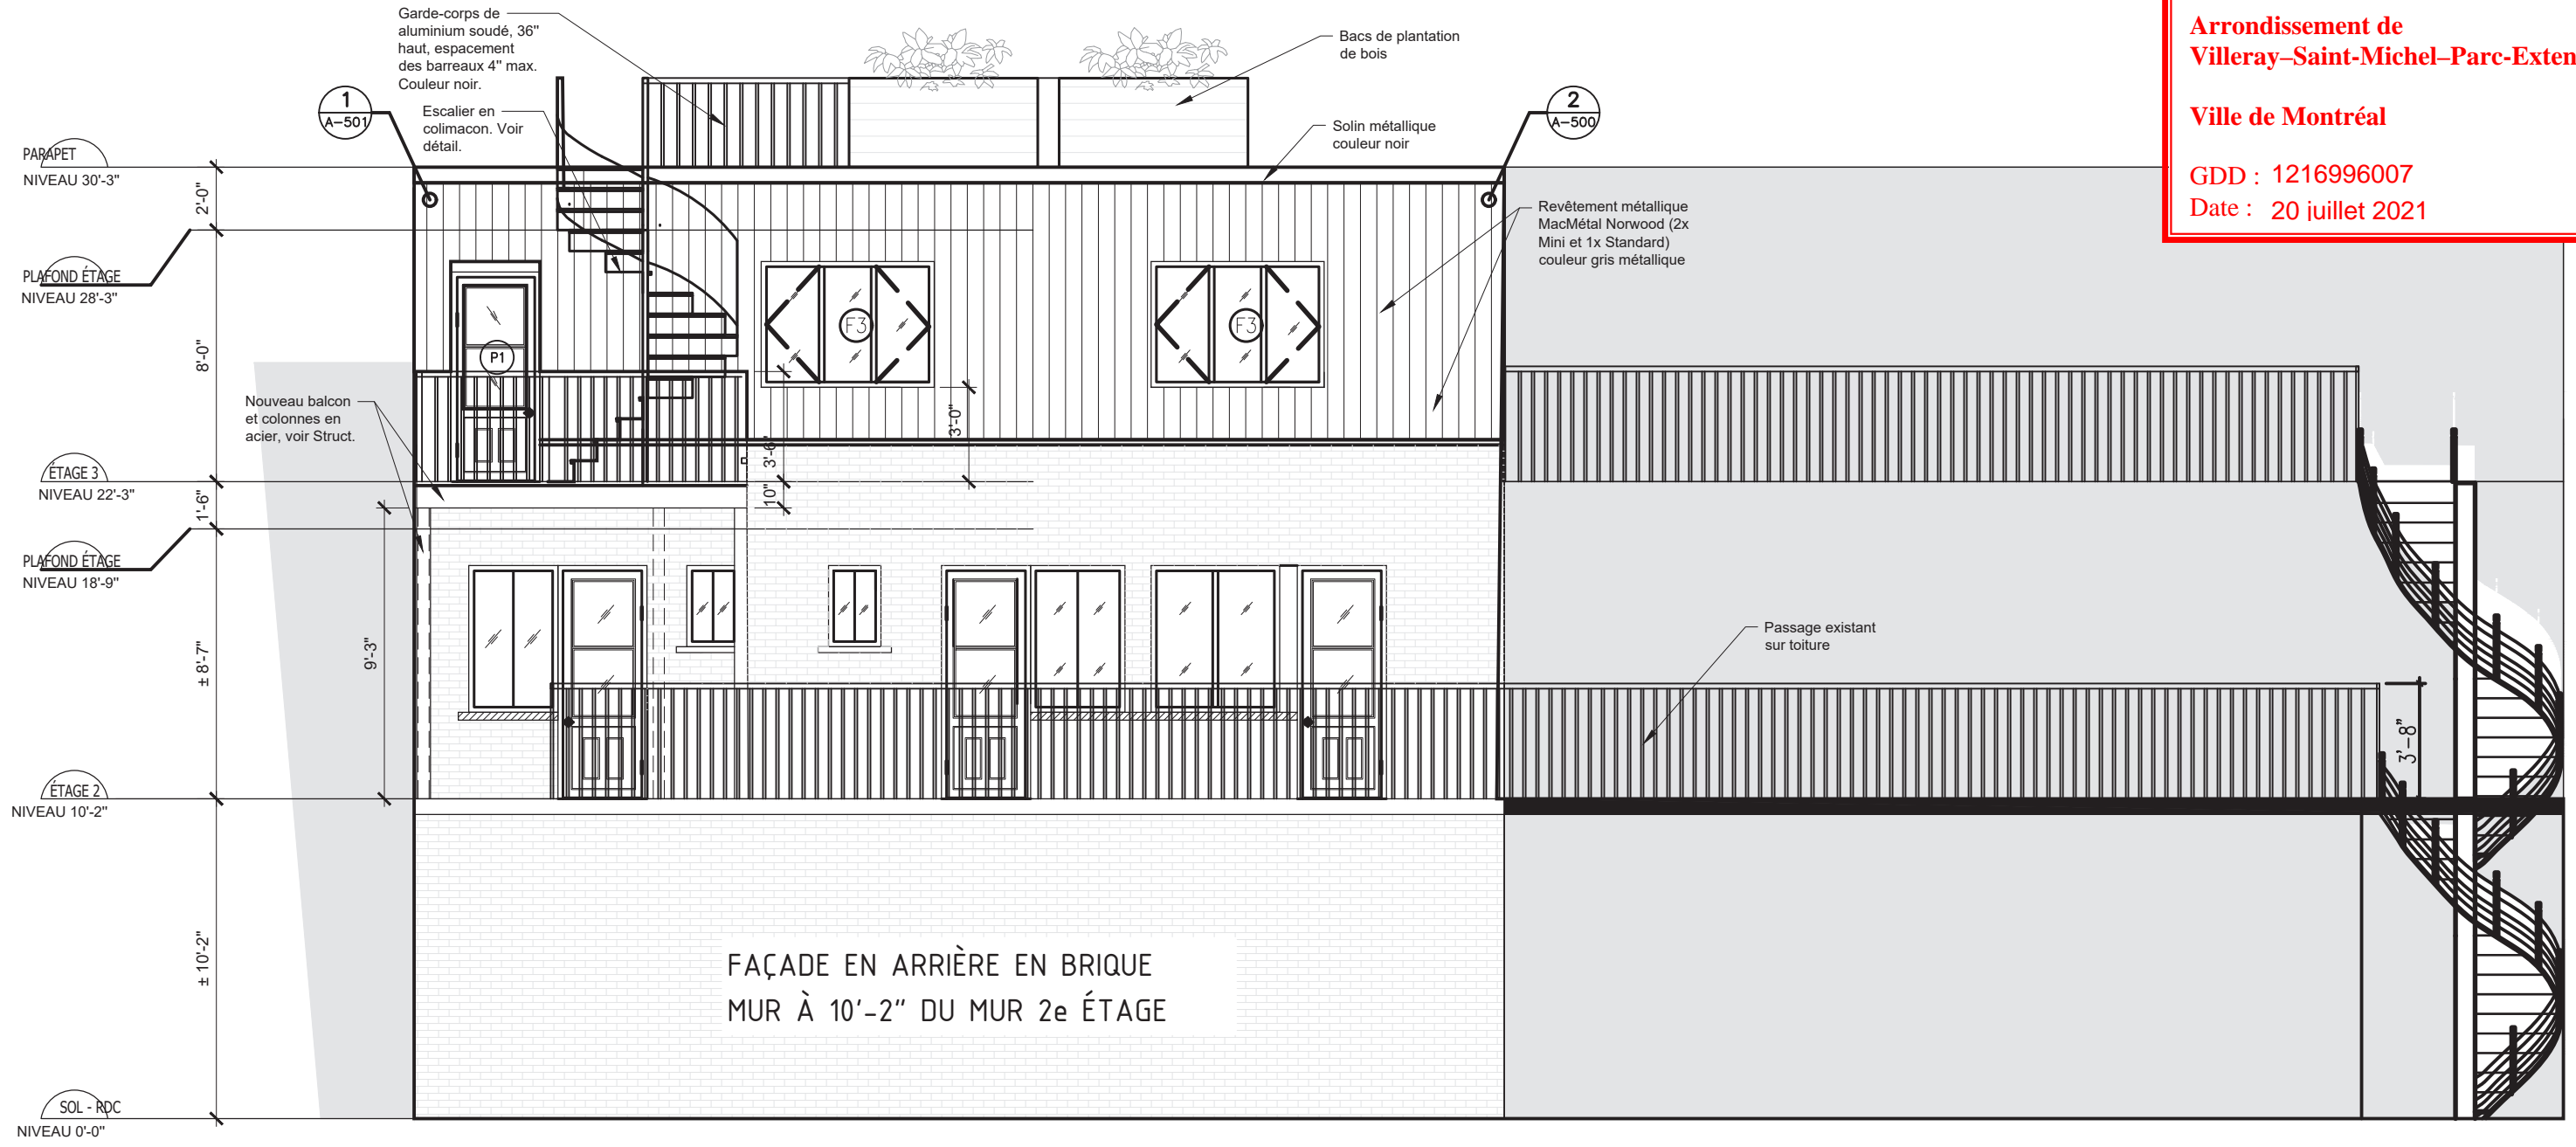 Garde-corps de
aluminium soudé, 36"
haut, espacement
des barreaux 4" max.
Couleur noir.
Escalier en
colimacon. Voir
détail.
1
A-501
Bacs de plantation
de bois
Solin métallique
couleur noir
2
A-500
Arrondissement de
Villeray–Saint-Michel–Parc-Exten
Ville de Montréal
GDD : 1216996007
Date : 20 juillet 2021
Revêtement métallique
MacMétal Norwood (2x
Mini et 1x Standard)
couleur gris métallique
PARAPET
NIVEAU 30'-3"
2'-0"
PLAFOND ÉTAGE
NIVEAU 28'-3"
8'-0"
P1
F3
F3
Nouveau balcon
et colonnes en
acier, voir Struct.
3'-6"
3'-0"
10"
ÉTAGE 3
NIVEAU 22'-3"
1'-6"
PLAFOND ÉTAGE
NIVEAU 18'-9"
± 8'-7"
9'-3"
Passage existant
sur toiture
3'-8"
ÉTAGE 2
NIVEAU 10'-2"
± 10'-2"
FAÇADE EN ARRIÈRE EN BRIQUE
MUR À 10'-2" DU MUR 2e ÉTAGE
SOL - RDC
NIVEAU 0'-0"